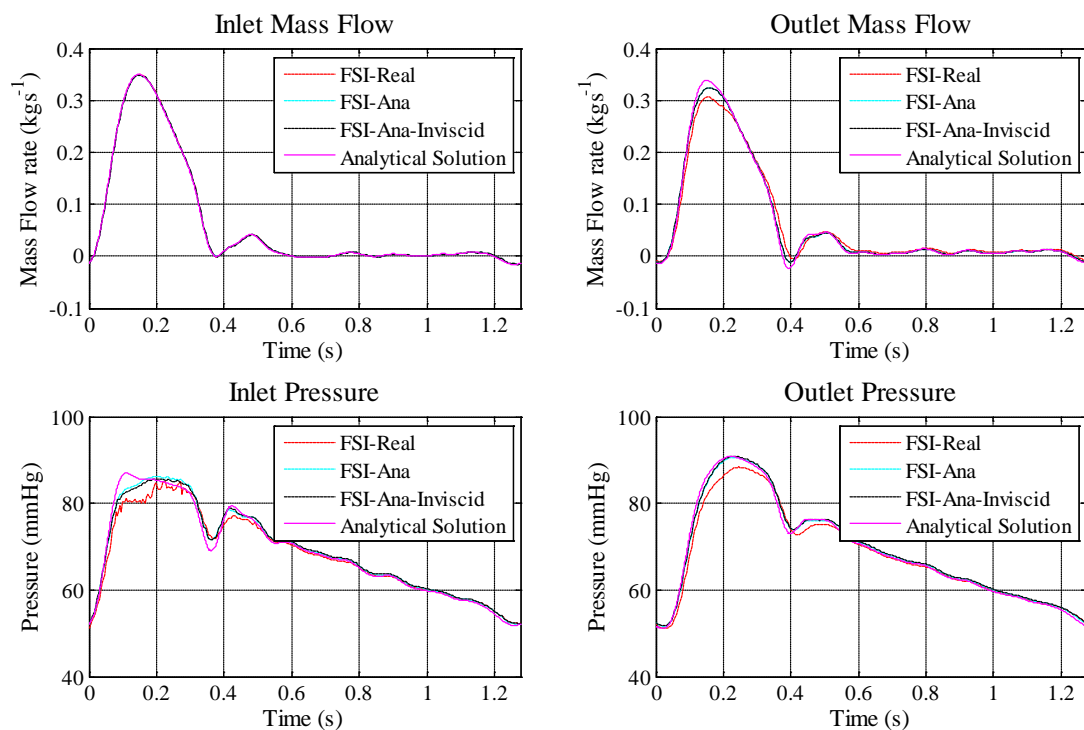 Inlet Mass Flow
Mass Flow rate (kgs⁻¹)
0.4
0.3
0.2
0.1
0
-0.1
FSI-Real
FSI-Ana
FSI-Ana-Inviscid
Analytical Solution
0 0.2 0.4 0.6 0.8 1 1.2
Time (s)
Outlet Mass Flow
Mass Flow rate (kgs⁻¹)
0.4
0.3
0.2
0.1
0
-0.1
FSI-Real
FSI-Ana
FSI-Ana-Inviscid
Analytical Solution
0 0.2 0.4 0.6 0.8 1 1.2
Time (s)
Inlet Pressure
Pressure (mmHg)
100
80
60
40
FSI-Real
FSI-Ana
FSI-Ana-Inviscid
Analytical Solution
0 0.2 0.4 0.6 0.8 1 1.2
Time (s)
Outlet Pressure
Pressure (mmHg)
100
80
60
40
FSI-Real
FSI-Ana
FSI-Ana-Inviscid
Analytical Solution
0 0.2 0.4 0.6 0.8 1 1.2
Time (s)